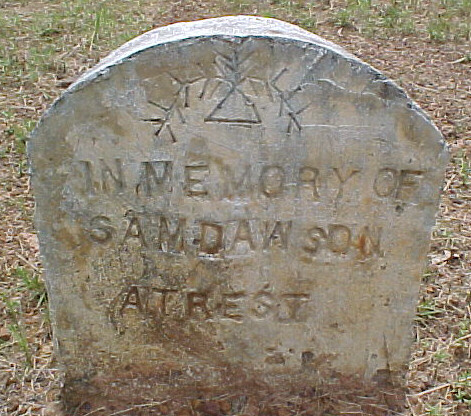 IN MEMORY OF
SAM DAWSON
AT REST